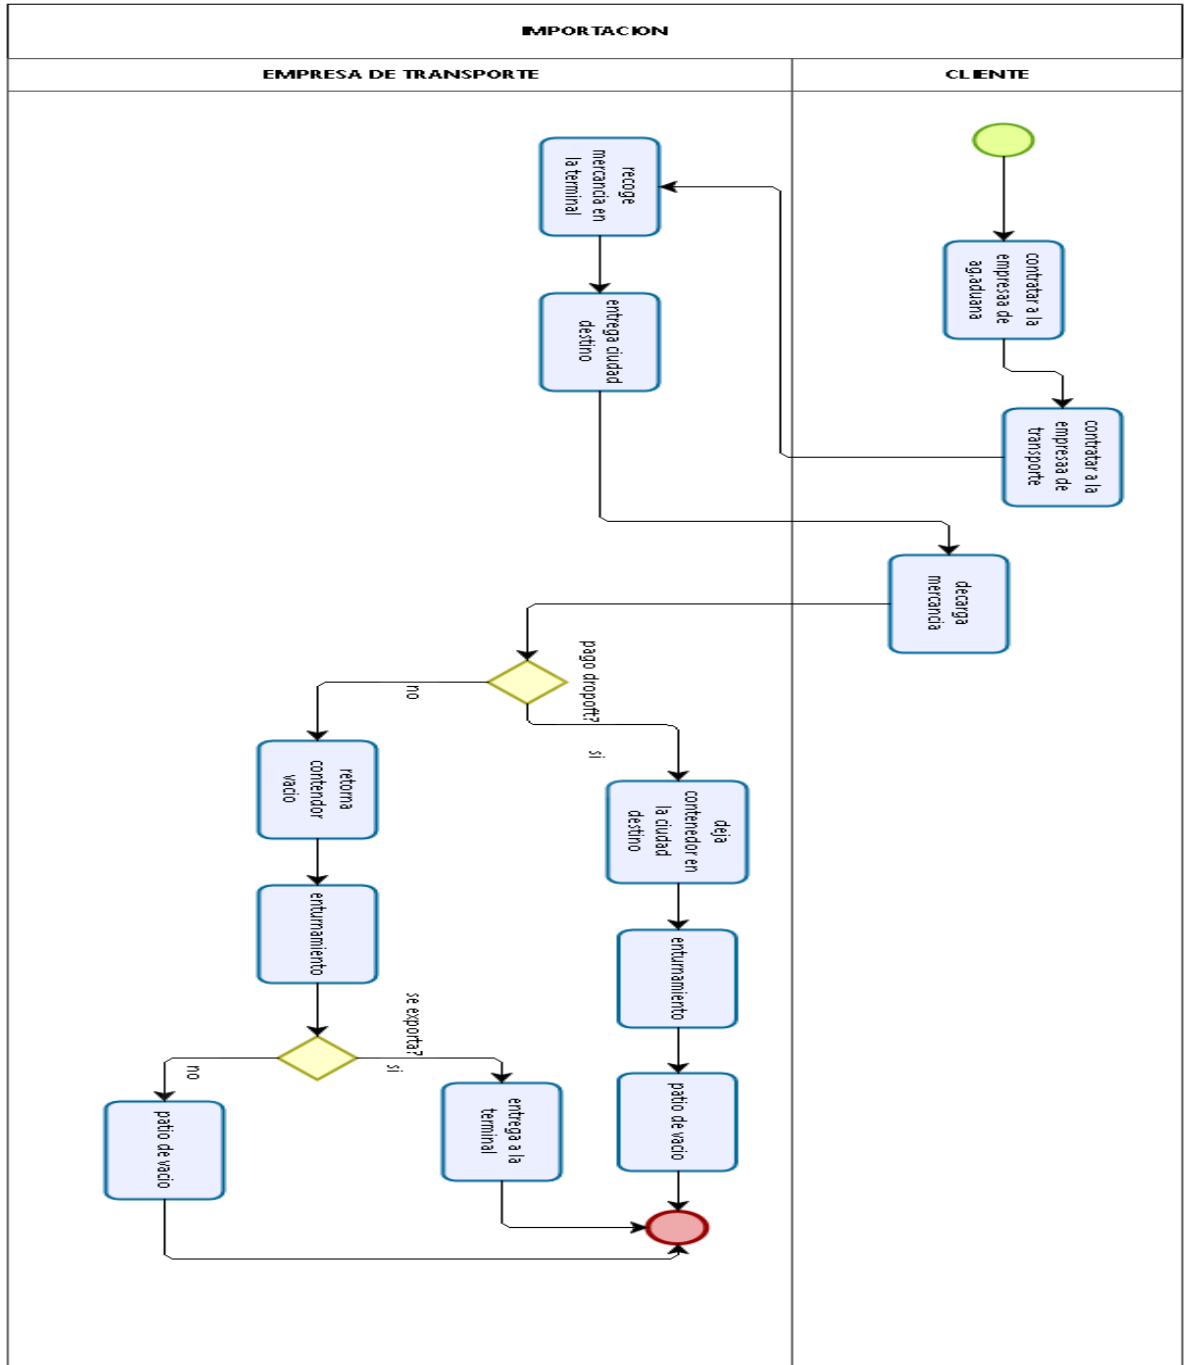 IMPORTACION
EMPRESA DE TRANSPORTE
CLIENTE
contratar a la
empresaa de
ag.aduana
contratar a la
empresaa de
transporte
recoge
mercancia en
la terminal
entrega ciudad
destino
decarga
mercancia
pago dropoft?
no
si
retorna
contendor
vacio
deja
contenedor en
la ciudad
destino
enturnamiento
enturnamiento
se exporta?
si
no
patio de vacio
entrega a la
terminal
patio de vacio